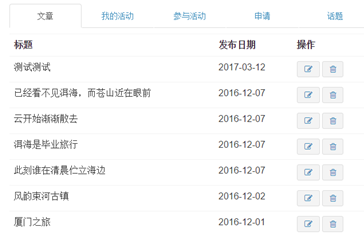 文章 我的活动 参与活动 申请 话题
标题 发布日期 操作
测试测试 2017-03-12
已经看不见洱海，而苍山近在眼前 2016-12-07
云开始渐渐散去 2016-12-07
洱海是毕业旅行 2016-12-07
此刻谁在清晨伫立海边 2016-12-07
风韵束河古镇 2016-12-02
厦门之旅 2016-12-01